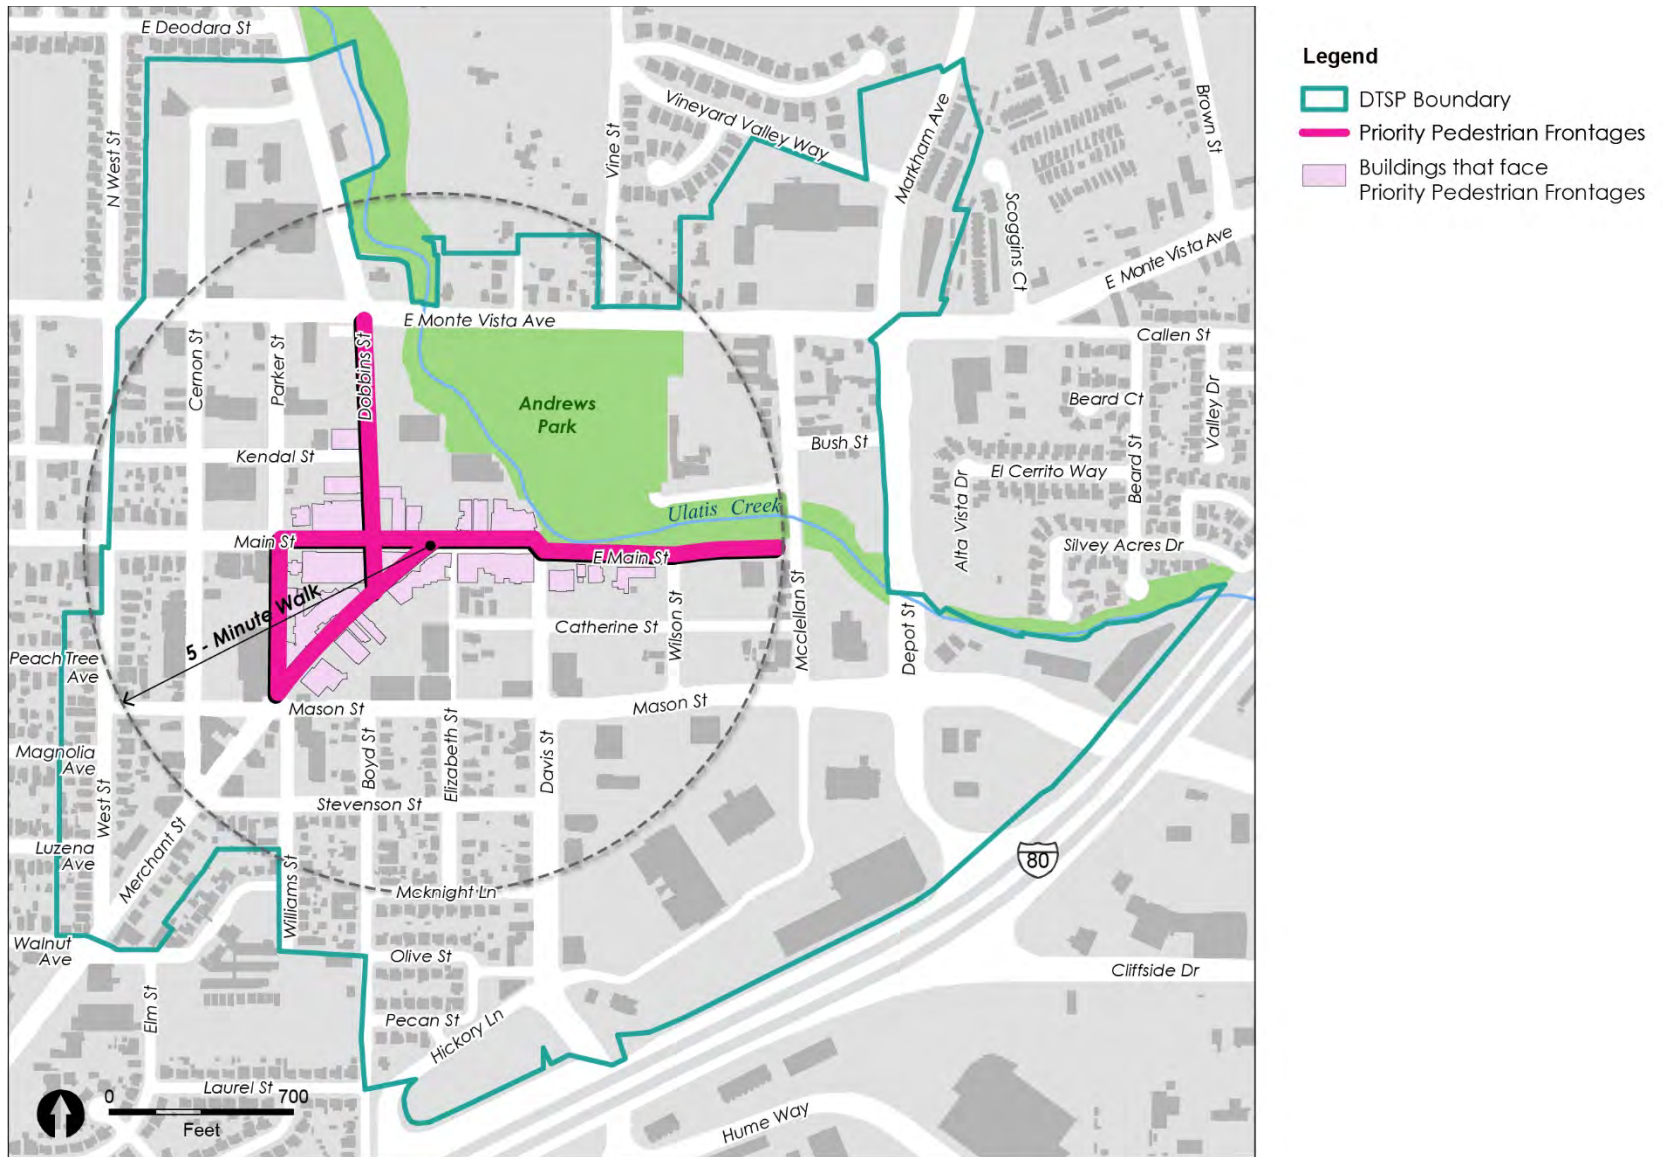 E Deodara St
Legend
DTSP Boundary
Priority Pedestrian Frontages
Buildings that face
Priority Pedestrian Frontages
N West St
Vine St
Vineyard Valley Way
Markham Ave
Brown St
Scoggins Ct
E Monte Vista Ave
E Monte Vista Ave
Callen St
Cernon St
Parker St
Dobbins St
Andrews
Park
Beard Ct
Valley Dr
Kendal St
Bush St
El Cerrito Way
Beard St
Alta Vista Dr
Ulatis Creek
Main St
E Main St
Silvey Acres Dr
5 - Minute Walk
Catherine St
Wilson St
Mcclellan St
Depot St
Peach Tree
Ave
Mason St
Mason St
Magnolia
Ave
West St
Boyd St
Elizabeth St
Davis St
Stevenson St
Luzena
Ave
Merchant St
80
Williams St
Mcknight Ln
Walnut
Ave
Olive St
Cliffside Dr
Elm St
Pecan St
Hickory Ln
Laurel St
0 700
Feet
Hume Way